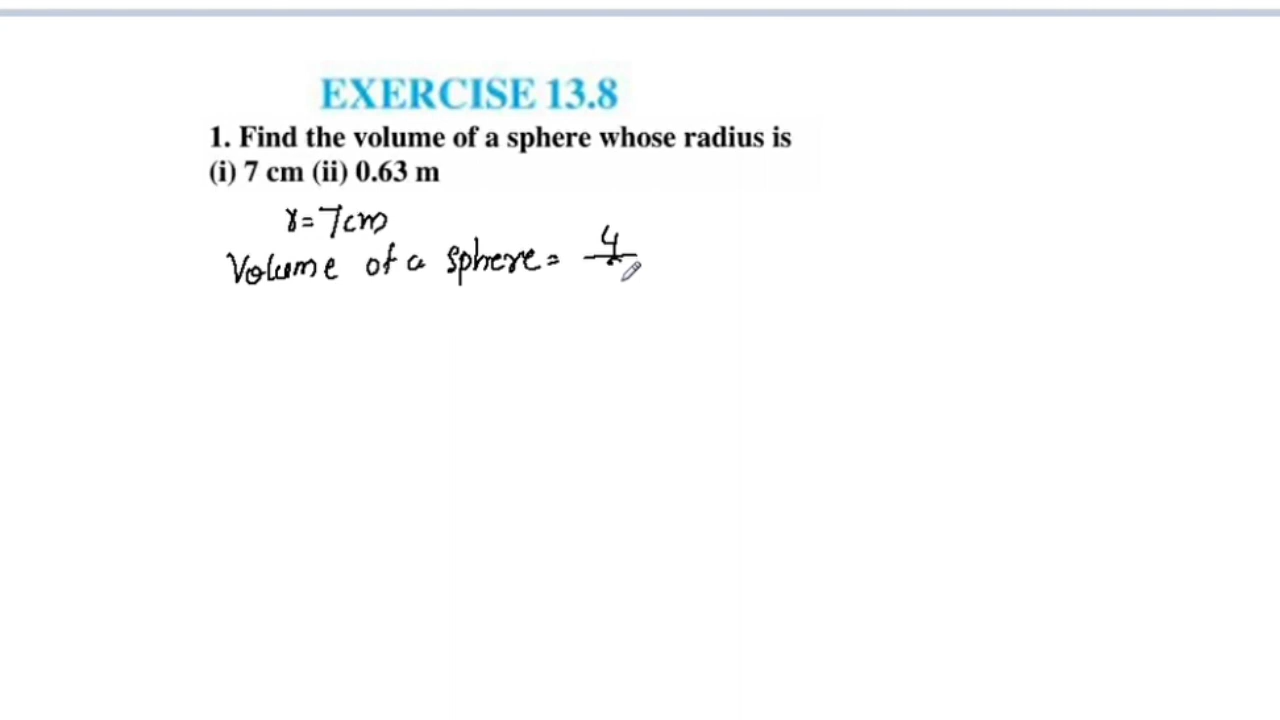 EXERCISE 13.8
1. Find the volume of a sphere whose radius is
(i) 7 cm (ii) 0.63 m
r=7cm
Volume of a sphere= 4